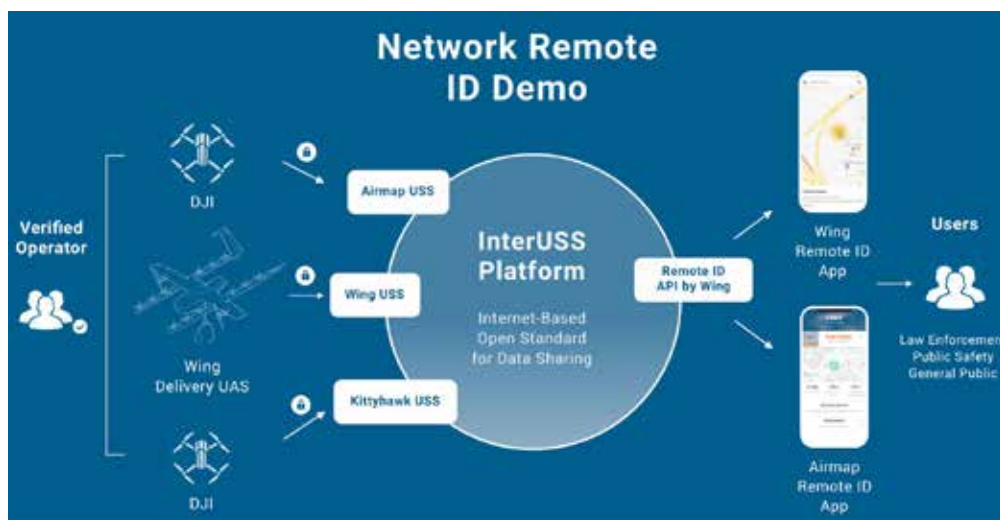 Network Remote
ID Demo
Verified
Operator
DJI
Wing
Delivery UAS
DJI
Airmap USS
Wing USS
Kittyhawk USS
InterUSS
Platform
Internet-Based
Open Standard
for Data Sharing
Remote ID
API by Wing
Wing
Remote ID
App
Airmap
Remote ID
App
Users
Law Enforcement
Public Safety
General Public